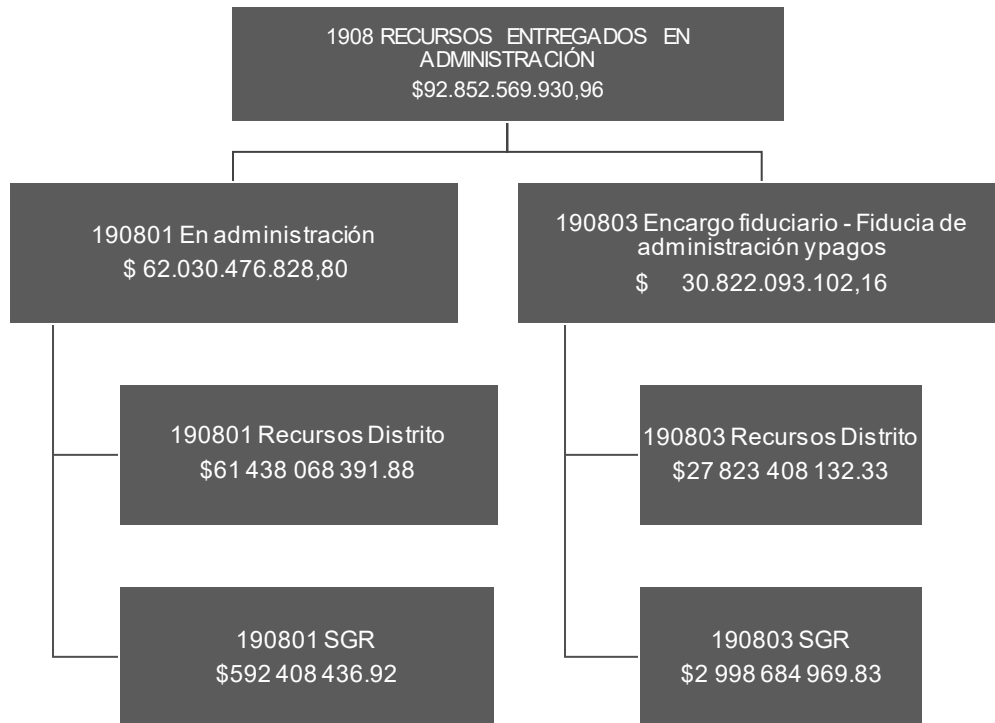 1908 RECURSOS ENTREGADOS EN
ADMINISTRACIÓN
$92.852.569.930,96
190801 En administración
$ 62.030.476.828,80
190803 Encargo fiduciario - Fiducia de
administración y pagos
$ 30.822.093.102,16
190801 Recursos Distrito
$61 438 068 391.88
190803 Recursos Distrito
$27 823 408 132.33
190801 SGR
$592 408 436.92
190803 SGR
$2 998 684 969.83